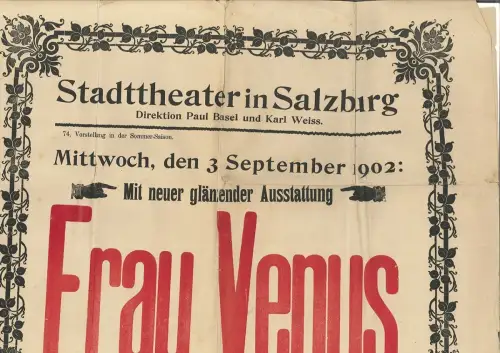 Stadttheater in Salzburg
Direktion Paul Basel und Karl Weiss.
74. Vorstellung in der Sommer-Saison.
Mittwoch, den 3 September 1902:
Mit neuer glänzender Ausstattung
Frau Venus